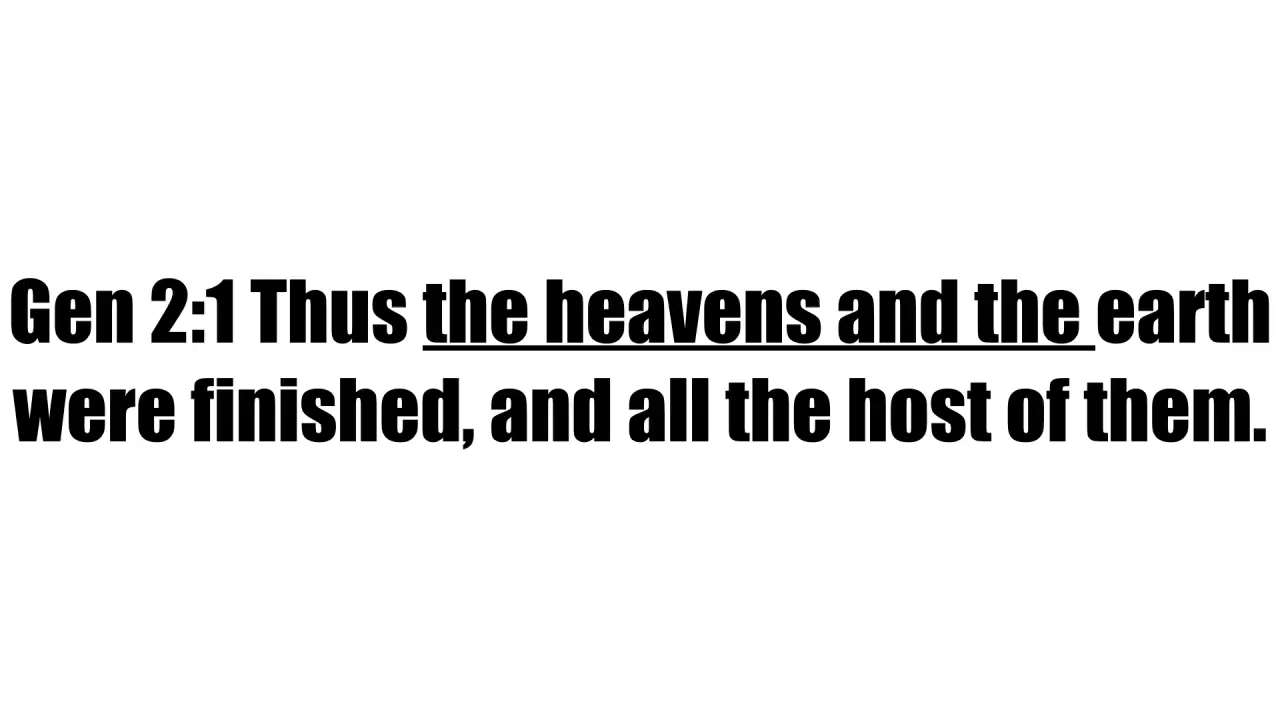 Gen 2:1 Thus the heavens and the earth
were finished, and all the host of them.